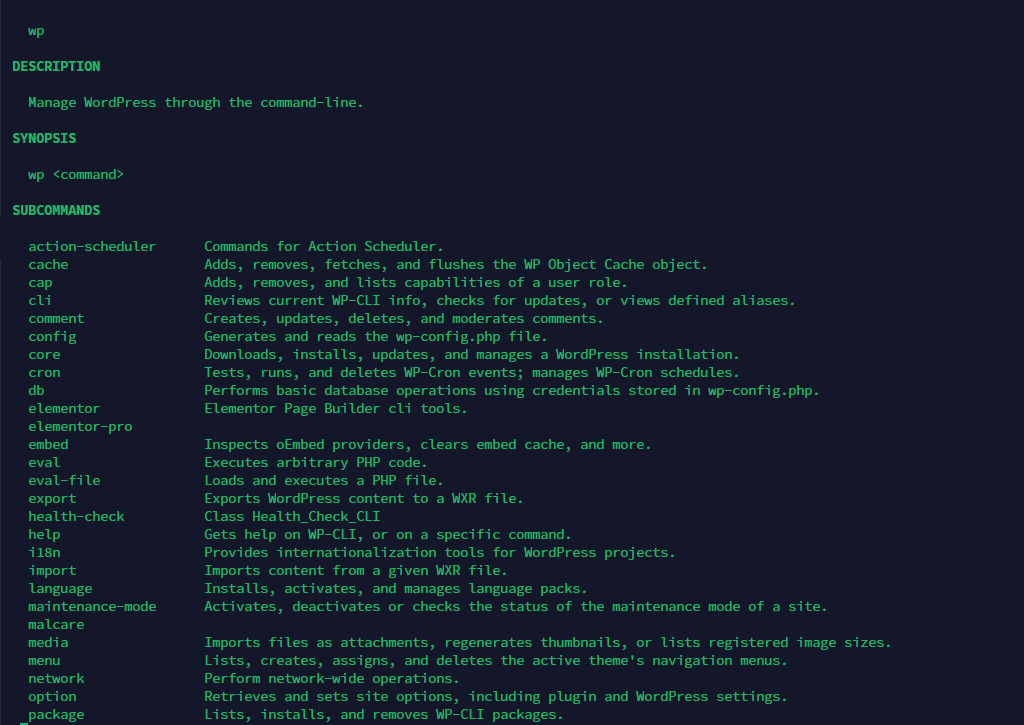 wp
DESCRIPTION
Manage WordPress through the command-line.
SYNOPSIS
wp <command>
SUBCOMMANDS
action-scheduler Commands for Action Scheduler.
cache Adds, removes, fetches, and flushes the WP Object Cache object.
cap Adds, removes, and lists capabilities of a user role.
cli Reviews current WP-CLI info, checks for updates, or views defined aliases.
comment Creates, updates, deletes, and moderates comments.
config Generates and reads the wp-config.php file.
core Downloads, installs, updates, and manages a WordPress installation.
cron Tests, runs, and deletes WP-Cron events; manages WP-Cron schedules.
db Performs basic database operations using credentials stored in wp-config.php.
elementor Elementor Page Builder cli tools.
elementor-pro
embed Inspects oEmbed providers, clears embed cache, and more.
eval Executes arbitrary PHP code.
eval-file Loads and executes a PHP file.
export Exports WordPress content to a WXR file.
health-check Class Health_Check_CLI
help Gets help on WP-CLI, or on a specific command.
i18n Provides internationalization tools for WordPress projects.
import Imports content from a given WXR file.
language Installs, activates, and manages language packs.
maintenance-mode Activates, deactivates or checks the status of the maintenance mode of a site.
malcare
media Imports files as attachments, regenerates thumbnails, or lists registered image sizes.
menu Lists, creates, assigns, and deletes the active theme's navigation menus.
network Perform network-wide operations.
option Retrieves and sets site options, including plugin and WordPress settings.
package Lists, installs, and removes WP-CLI packages.